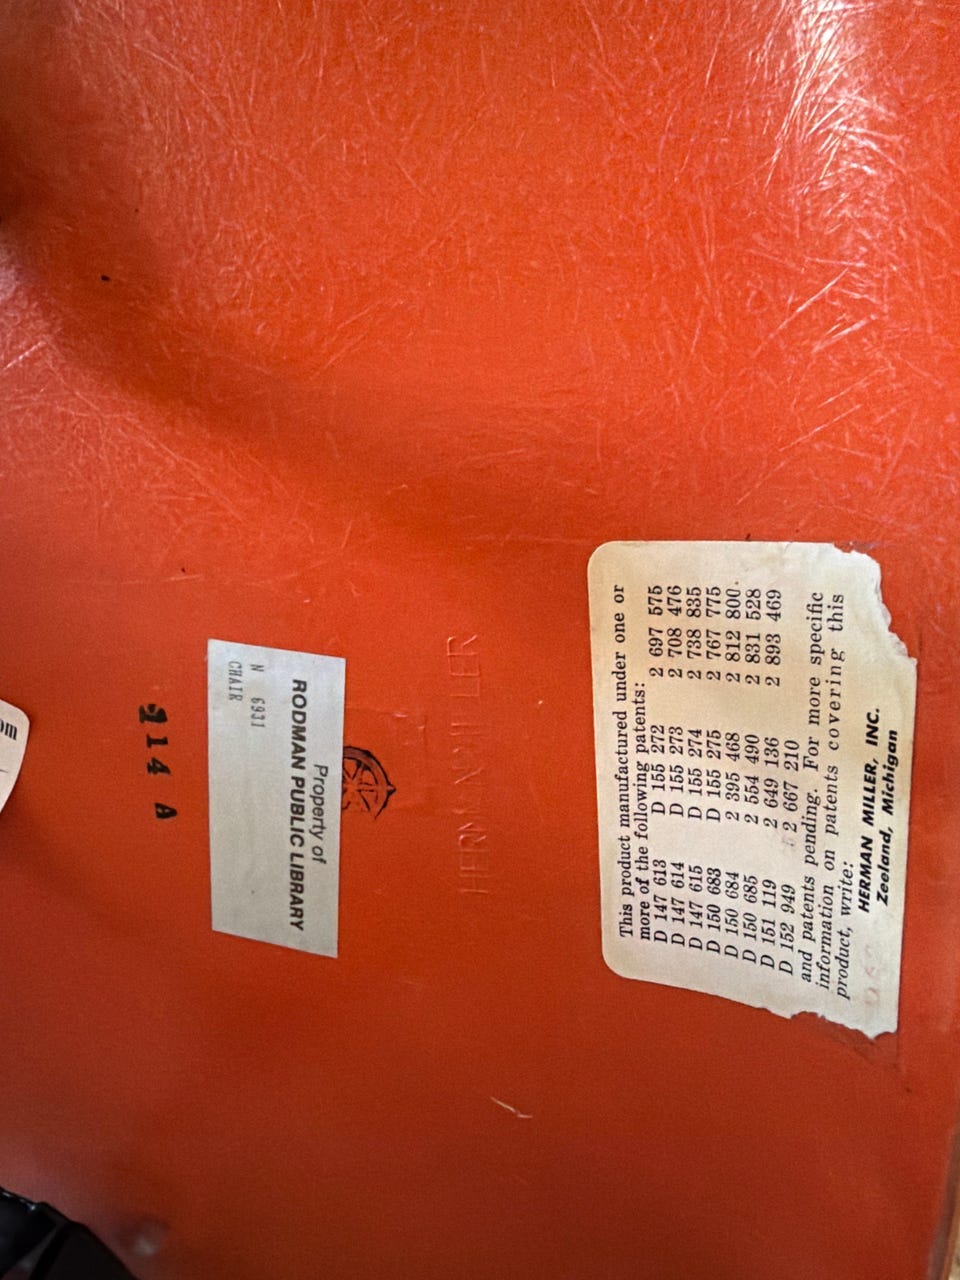 This product manufactured under one or
more of the following patents:
D 147 613 D 155 272 2 697 575
D 147 614 D 155 273 2 708 476
D 147 615 D 155 274 2 738 835
D 150 683 D 155 275 2 767 775
D 150 684 2 395 468 2 812 800.
D 150 685 2 554 490 2 831 528
D 151 119 2 649 136 2 893 469
D 152 949 2 667 210
and patents pending. For more specific
information on patents covering this
product, write:
HERMAN MILLER, INC.
Zeeland, Michigan
HERMAN MILLER
Property of
RODMAN PUBLIC LIBRARY
N 6931
CHAIR
114 A
om